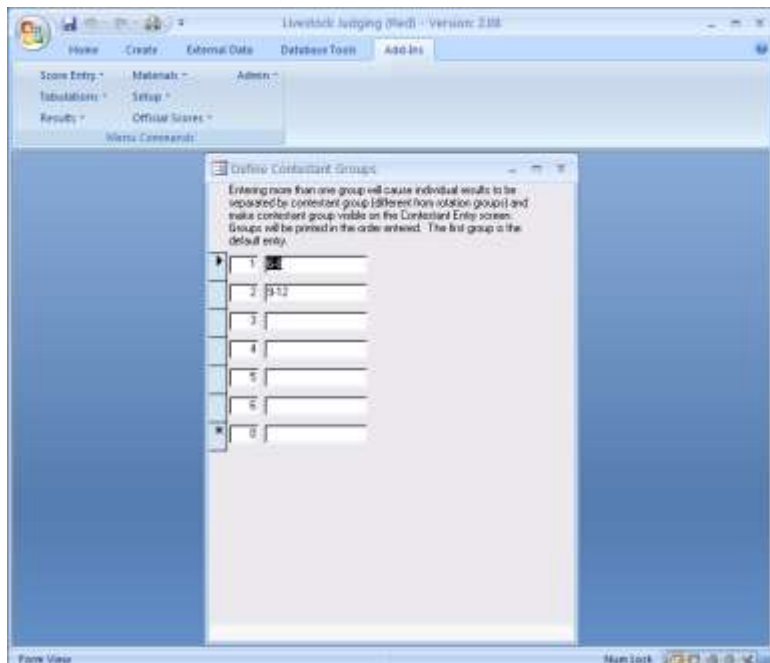 Livestock Judging (Red) - Version: 2.08
Home Create External Data Database Tools Add-Ins
Score Entry Materials Admin
Tabulations Setup
Results Official Scores
Menu Commands
Define Contestant Groups
Entering more than one group will cause individual results to be
separated by contestant group (different from rotation groups) and
make contestant group visible on the Contestant Entry screen.
Groups will be printed in the order entered. The first group is the
default entry.
1
2 9-12
3
4
5
6
0
Form View Num Lock